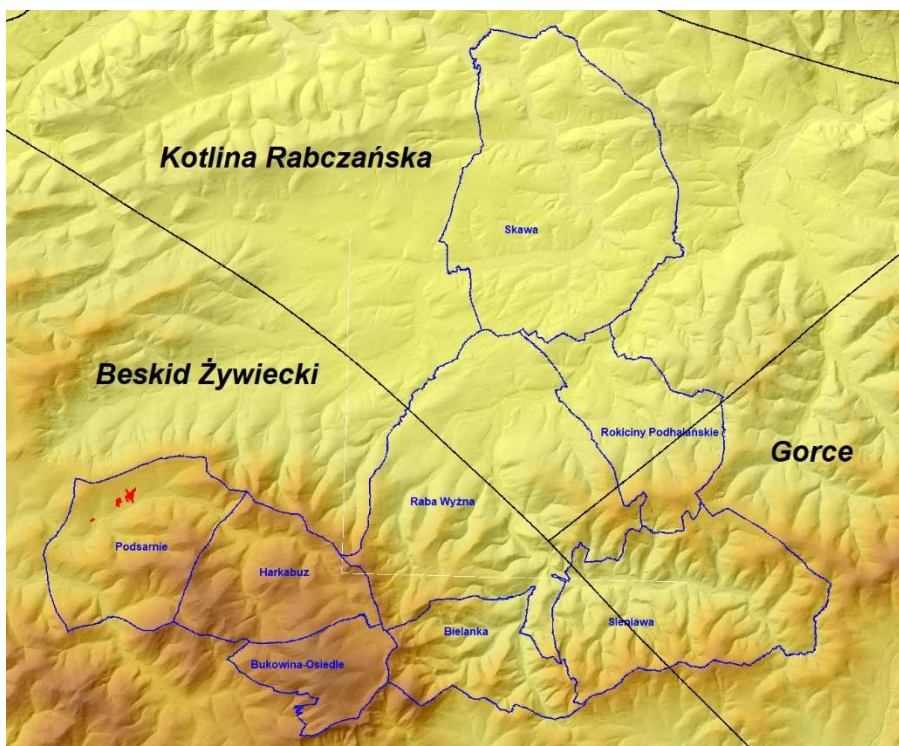 Kotlina Rabczańska
Skawa
Beskid Żywiecki
Rokiciny Podhalańskie
Gorce
Raba Wyżna
Podsarnie
Harkabuz
Sieniawa
Bielanka
Bukowina-Osiedle